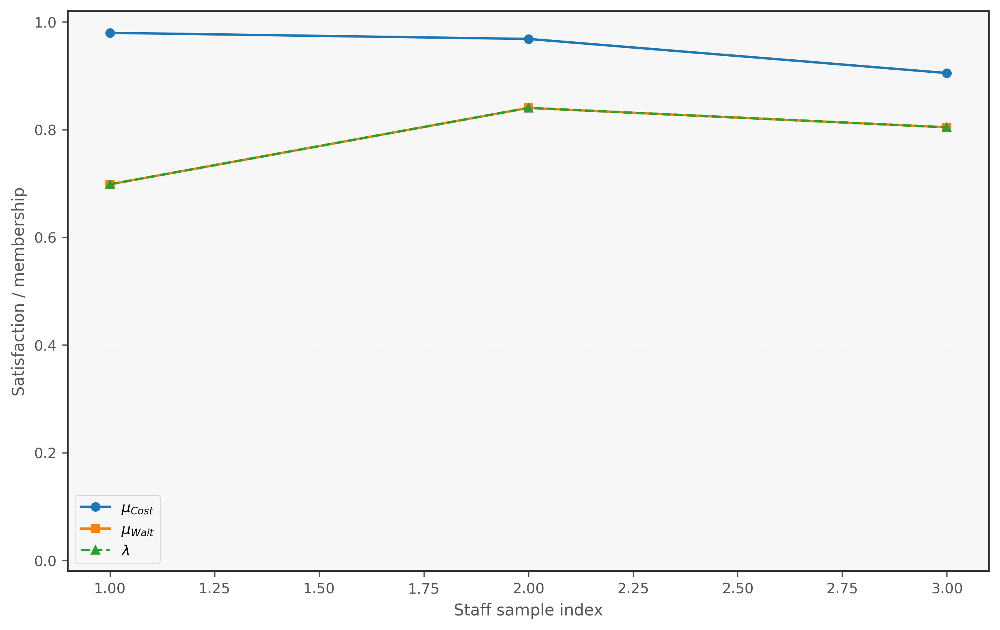 1.0
0.8
0.6
0.4
0.2
0.0
Satisfaction / membership
μCost
μWait
λ
1.00 1.25 1.50 1.75 2.00 2.25 2.50 2.75 3.00
Staff sample index